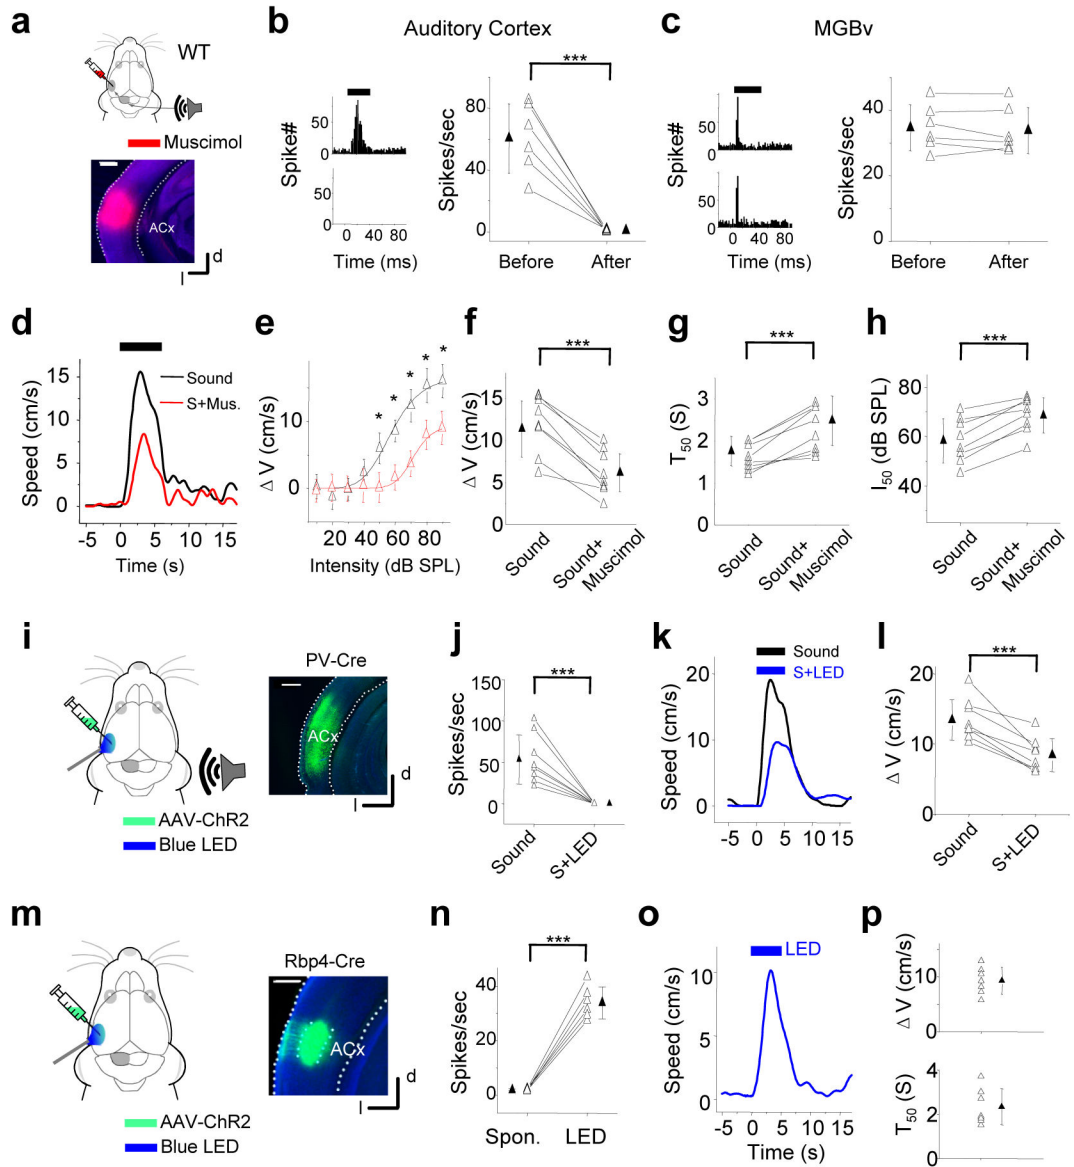 a
WT
Muscimol
ACx
d
l
b
Auditory Cortex
Spike#
50
0
50
0
0 40 80
Time (ms)
Spikes/sec
80
40
0
***
Before After
c
MGBv
Spike#
50
0
50
0
0 40 80
Time (ms)
Spikes/sec
40
20
0
Before After
d
Speed (cm/s)
15
10
5
0
Sound
S+Mus.
-5 0 5 10 15
Time (s)
e
Δ V (cm/s)
10
0
* * * * *
20 40 60 80
Intensity (dB SPL)
f
Δ V (cm/s)
15
10
5
0
***
Sound
Sound+
Muscimol
g
T50 (S)
3
2
1
0
***
Sound
Sound+
Muscimol
h
I50 (dB SPL)
80
60
40
***
Sound
Sound+
Muscimol
i
AAV-ChR2
Blue LED
PV-Cre
ACx
d
l
j
Spikes/sec
150
100
50
0
***
Sound
S+LED
k
Sound
S+LED
Speed (cm/s)
20
10
0
-5 0 5 10 15
l
Δ V (cm/s)
20
10
0
***
Sound
S+LED
m
AAV-ChR2
Blue LED
Rbp4-Cre
ACx
d
l
n
Spikes/sec
40
20
0
***
Spon. LED
o
LED
Speed (cm/s)
10
5
0
-5 0 5 10 15
Time (s)
p
Δ V (cm/s)
15
10
5
0
T50 (S)
4
2
0